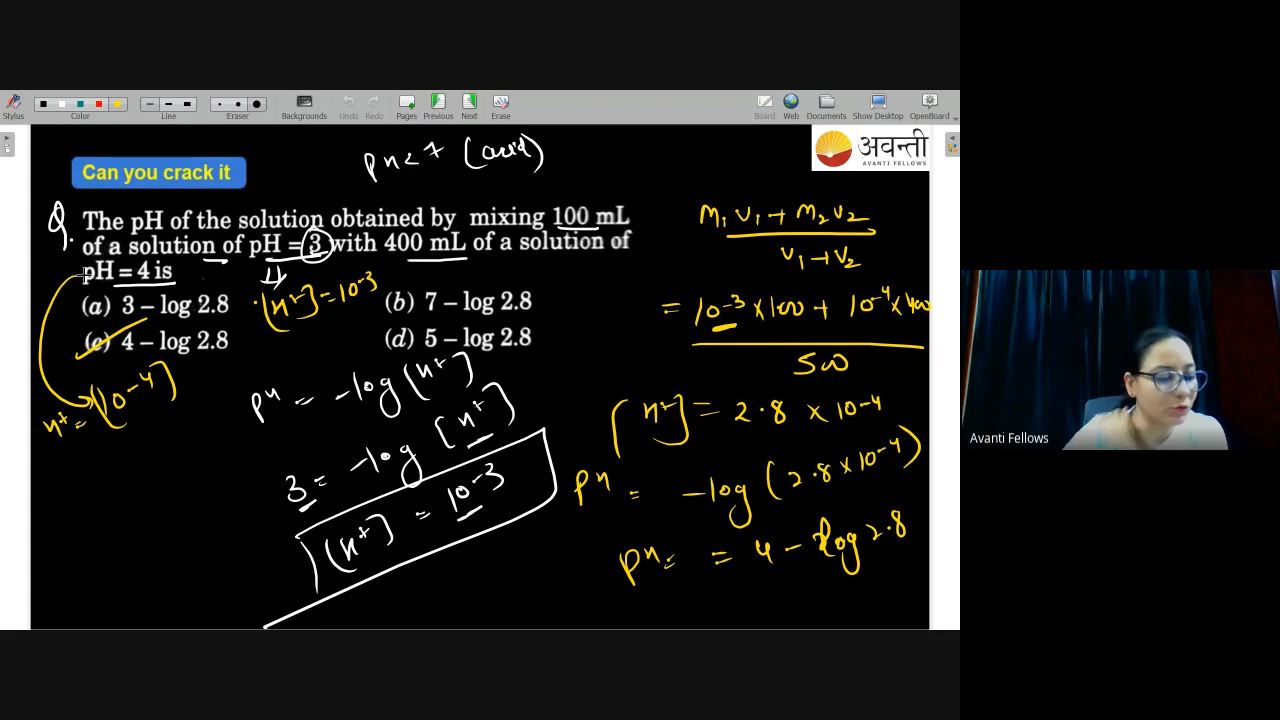 Stylus
Color
Line
Eraser
Backgrounds
Undo
Redo
Pages
Previous
Next
Erase
Board
Web
Documents
Show Desktop
OpenBoard
pH < 7 (acid)
अवन्ती
AVANTI FELLOWS
Can you crack it
Q. The pH of the solution obtained by mixing 100 mL
of a solution of pH = 3 with 400 mL of a solution of
pH = 4 is
(a) 3 – log 2.8
(b) 7 – log 2.8
(c) 4 – log 2.8
(d) 5 – log 2.8
[H+] = 10-3
H+ = [10-4]
pH = -log [H+]
3 = -log [H+]
[H+] = 10-3
M1 V1 + M2 V2
V1 + V2
= 10-3 × 100 + 10-4 × 400
500
[H+] = 2.8 × 10-4
pH = -log (2.8 × 10-4)
pH = = 4 - log 2.8
Avanti Fellows